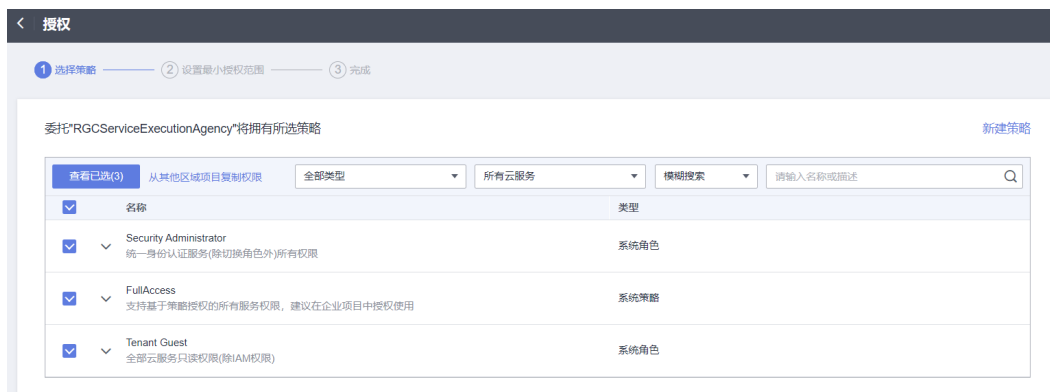 授权
1 选择策略 2 设置最小授权范围 3 完成
委托"RGCServiceExecutionAgency"将拥有所选策略 新建策略
查看已选(3) 从其他区域项目复制权限 全部类型 所有云服务 模糊搜索 请输入名称或描述
名称 类型
Security Administrator
统一身份认证服务(除切换角色外)所有权限
系统角色
FullAccess
支持基于策略授权的所有服务权限，建议在企业项目中授权使用
系统策略
Tenant Guest
全部云服务只读权限(除IAM权限)
系统角色